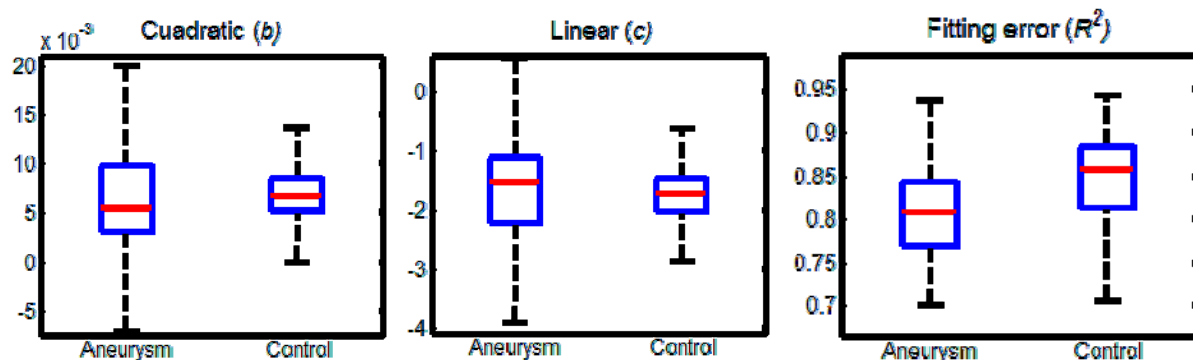 Cuadratic (b)
x 10⁻³
20
15
10
5
0
-5
Aneurysm Control
Linear (c)
0
-1
-2
-3
-4
Aneurysm Control
Fitting error (R²)
0.95
0.9
0.85
0.8
0.75
0.7
Aneurysm Control